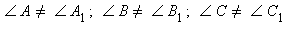 ∠A ≠ ∠A₁; ∠B ≠ ∠B₁; ∠C ≠ ∠C₁